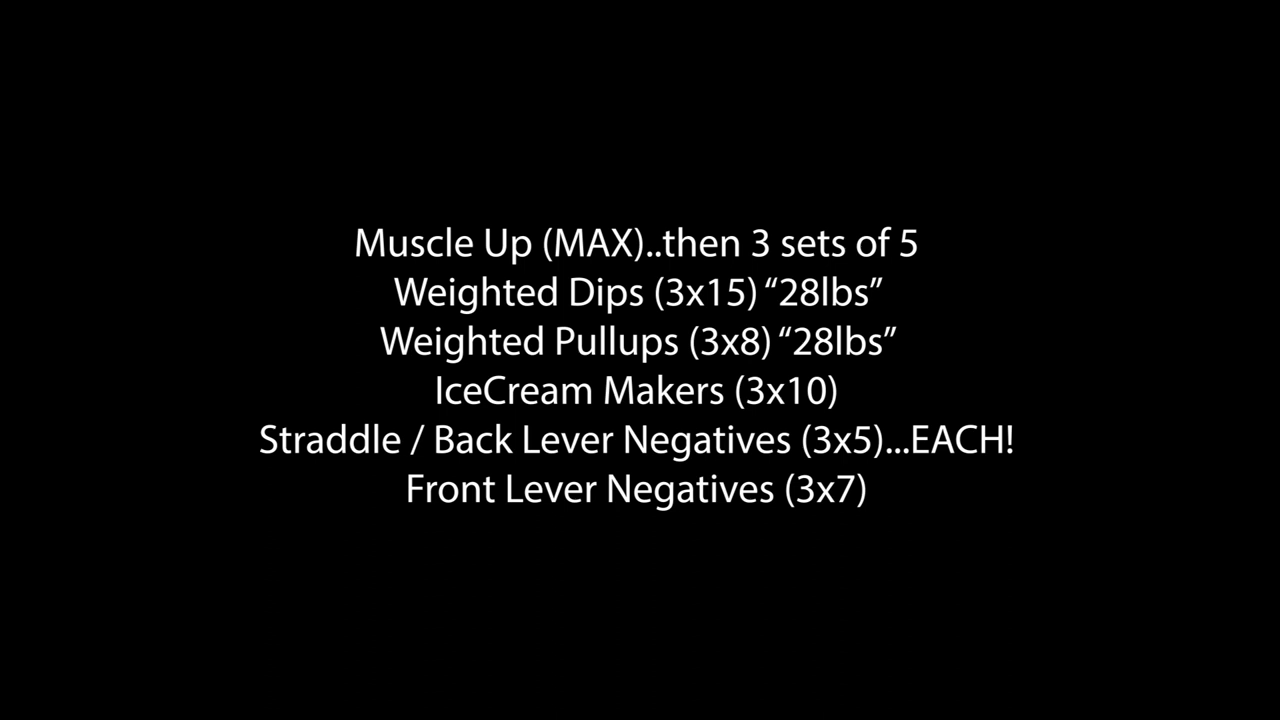 Muscle Up (MAX)..then 3 sets of 5
Weighted Dips (3x15) “28lbs”
Weighted Pullups (3x8) “28lbs”
IceCream Makers (3x10)
Straddle / Back Lever Negatives (3x5)...EACH!
Front Lever Negatives (3x7)